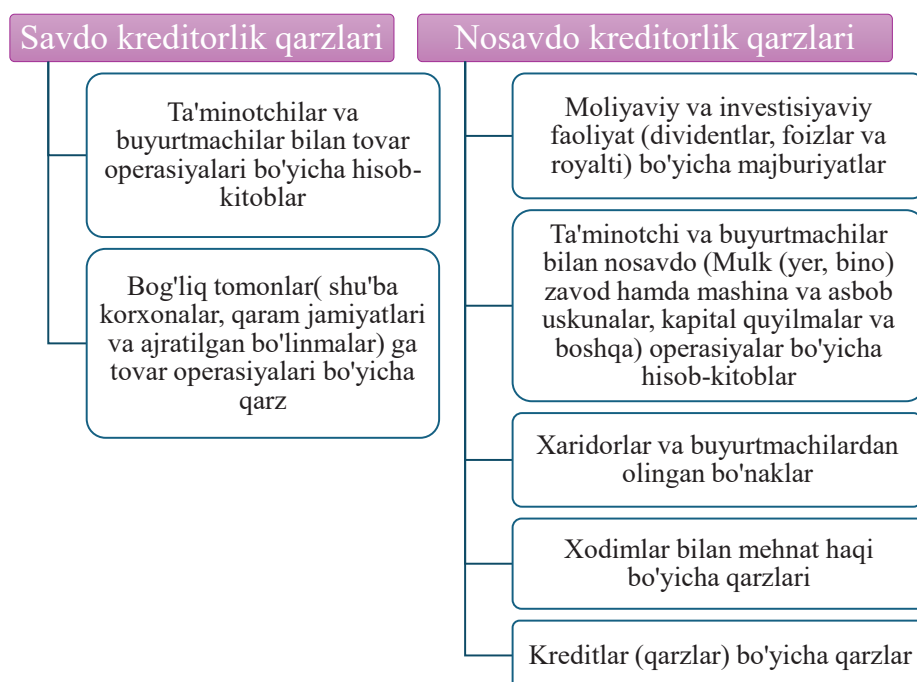 Savdo kreditorlik qarzlari
Ta'minotchilar va
buyurtmachilar bilan tovar
operasiyalari bo'yicha hisob-
kitoblar
Bog'liq tomonlar( shu'ba
korxonalar, qaram jamiyatlari
va ajratilgan bo'linmalar) ga
tovar operasiyalari bo'yicha
qarz
Nosavdo kreditorlik qarzlari
Moliyaviy va investisiyaviy
faoliyat (dividentlar, foizlar va
royalti) bo'yicha majburiyatlar
Ta'minotchi va buyurtmachilar
bilan nosavdo (Mulk (yer, bino)
zavod hamda mashina va asbob
uskunalar, kapital quyilmalar va
boshqa) operasiyalar bo'yicha
hisob-kitoblar
Xaridorlar va buyurtmachilardan
olingan bo'naklar
Xodimlar bilan mehnat haqi
bo'yicha qarzlari
Kreditlar (qarzlar) bo'yicha qarzlar